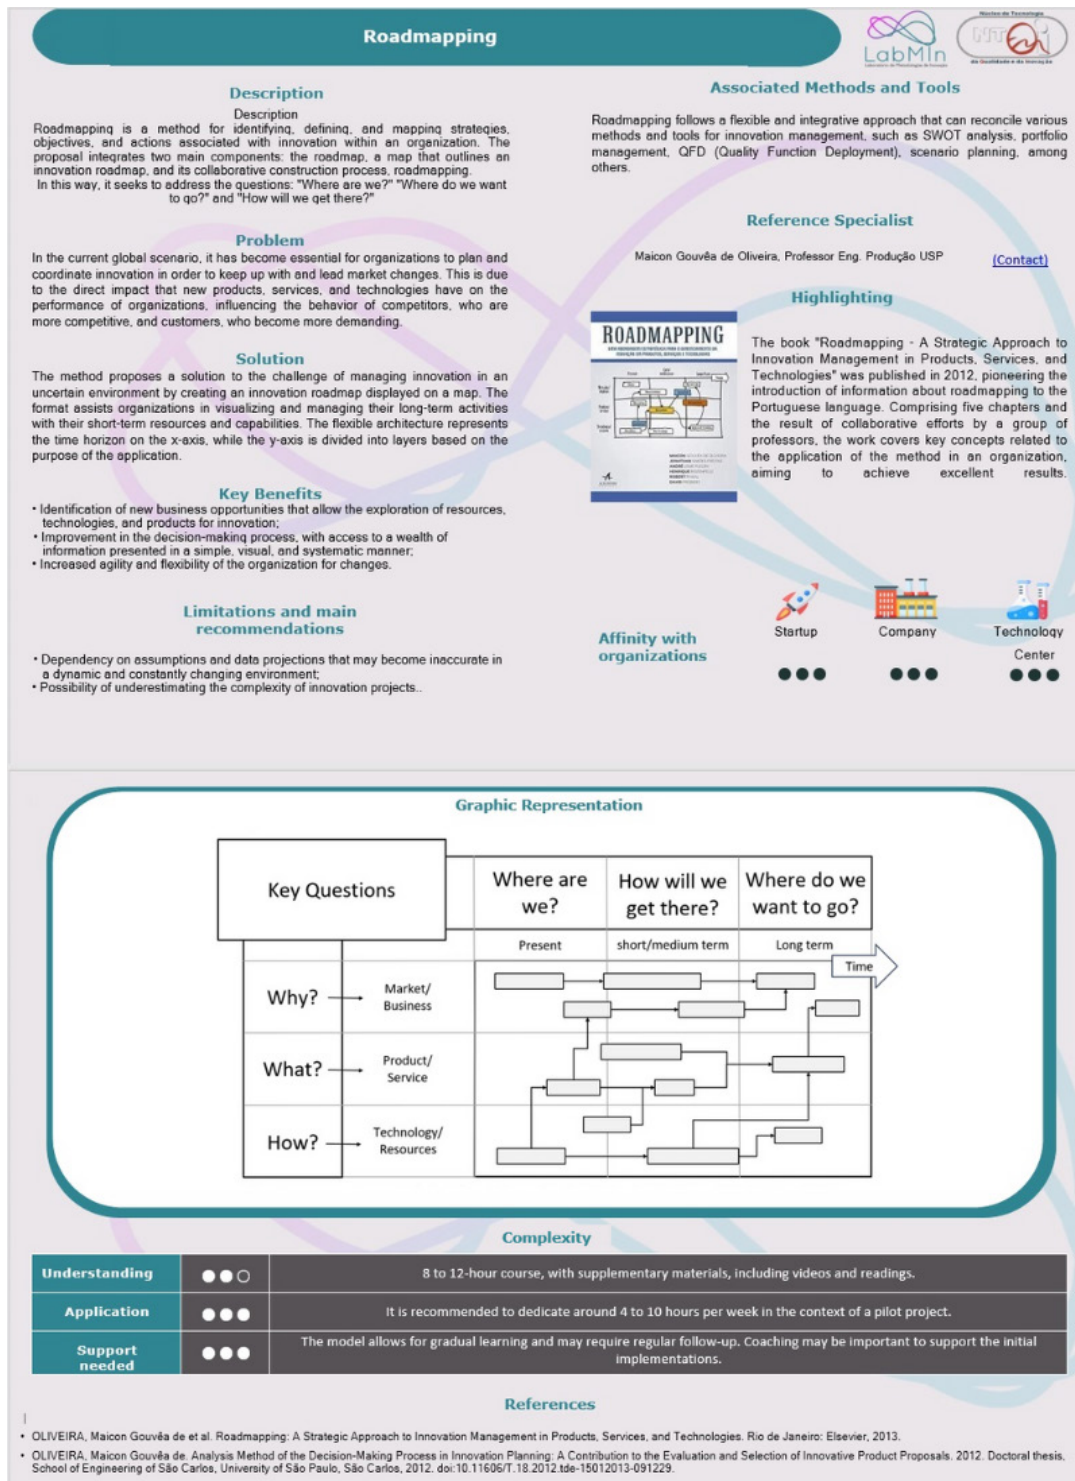 Roadmapping
LabMIn
Núcleo de Tecnologia
da Qualidade e da Inovação
Description
Description
Roadmapping is a method for identifying, defining, and mapping strategies,
objectives, and actions associated with innovation within an organization. The
proposal integrates two main components: the roadmap, a map that outlines an
innovation roadmap, and its collaborative construction process, roadmapping.
In this way, it seeks to address the questions: "Where are we?" "Where do we want
to go?" and "How will we get there?"
Problem
In the current global scenario, it has become essential for organizations to plan and
coordinate innovation in order to keep up with and lead market changes. This is due
to the direct impact that new products, services, and technologies have on the
performance of organizations, influencing the behavior of competitors, who are
more competitive, and customers, who become more demanding.
Solution
The method proposes a solution to the challenge of managing innovation in an
uncertain environment by creating an innovation roadmap displayed on a map. The
format assists organizations in visualizing and managing their long-term activities
with their short-term resources and capabilities. The flexible architecture represents
the time horizon on the x-axis, while the y-axis is divided into layers based on the
purpose of the application.
Key Benefits
• Identification of new business opportunities that allow the exploration of resources,
technologies, and products for innovation;
• Improvement in the decision-making process, with access to a wealth of
information presented in a simple, visual, and systematic manner;
• Increased agility and flexibility of the organization for changes.
Limitations and main
recommendations
• Dependency on assumptions and data projections that may become inaccurate in
a dynamic and constantly changing environment;
• Possibility of underestimating the complexity of innovation projects..
Associated Methods and Tools
Roadmapping follows a flexible and integrative approach that can reconcile various
methods and tools for innovation management, such as SWOT analysis, portfolio
management, QFD (Quality Function Deployment), scenario planning, among
others.
Reference Specialist
Maicon Gouvêa de Oliveira, Professor Eng. Produção USP
(Contact)
Highlighting
ROADMAPPING
The book "Roadmapping - A Strategic Approach to
Innovation Management in Products, Services, and
Technologies" was published in 2012, pioneering the
introduction of information about roadmapping to the
Portuguese language. Comprising five chapters and
the result of collaborative efforts by a group of
professors, the work covers key concepts related to
the application of the method in an organization,
aiming to achieve excellent results.
Affinity with
organizations
Startup
Company
Technology
Center
Graphic Representation
Key Questions
Where are
we?
How will we
get there?
Where do we
want to go?
Present
short/medium term
Long term
Time
Why?
Market/
Business
What?
Product/
Service
How?
Technology/
Resources
Complexity
Understanding
8 to 12-hour course, with supplementary materials, including videos and readings.
Application
It is recommended to dedicate around 4 to 10 hours per week in the context of a pilot project.
Support
needed
The model allows for gradual learning and may require regular follow-up. Coaching may be important to support the initial
implementations.
References
• OLIVEIRA, Maicon Gouvêa de et al. Roadmapping: A Strategic Approach to Innovation Management in Products, Services, and Technologies. Rio de Janeiro: Elsevier, 2013.
• OLIVEIRA, Maicon Gouvêa de. Analysis Method of the Decision-Making Process in Innovation Planning: A Contribution to the Evaluation and Selection of Innovative Product Proposals. 2012. Doctoral thesis.
School of Engineering of São Carlos, University of São Paulo, São Carlos, 2012. doi:10.11606/T.18.2012.tde-15012013-091229.